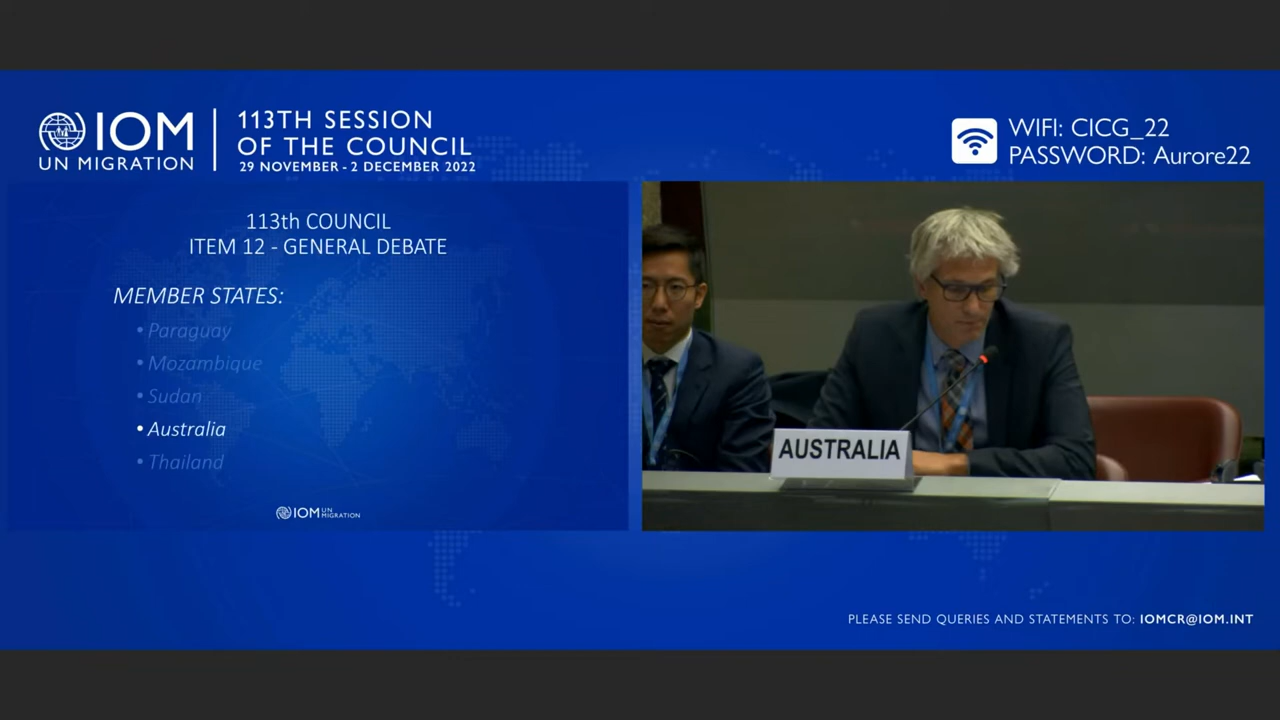 IOM
UN MIGRATION
113TH SESSION
OF THE COUNCIL
29 NOVEMBER - 2 DECEMBER 2022
WIFI: CICG_22
PASSWORD: Aurore22
113th COUNCIL
ITEM 12 - GENERAL DEBATE
MEMBER STATES:
• Paraguay
• Mozambique
• Sudan
• Australia
• Thailand
IOM UN MIGRATION
AUSTRALIA
PLEASE SEND QUERIES AND STATEMENTS TO: IOMCR@IOM.INT